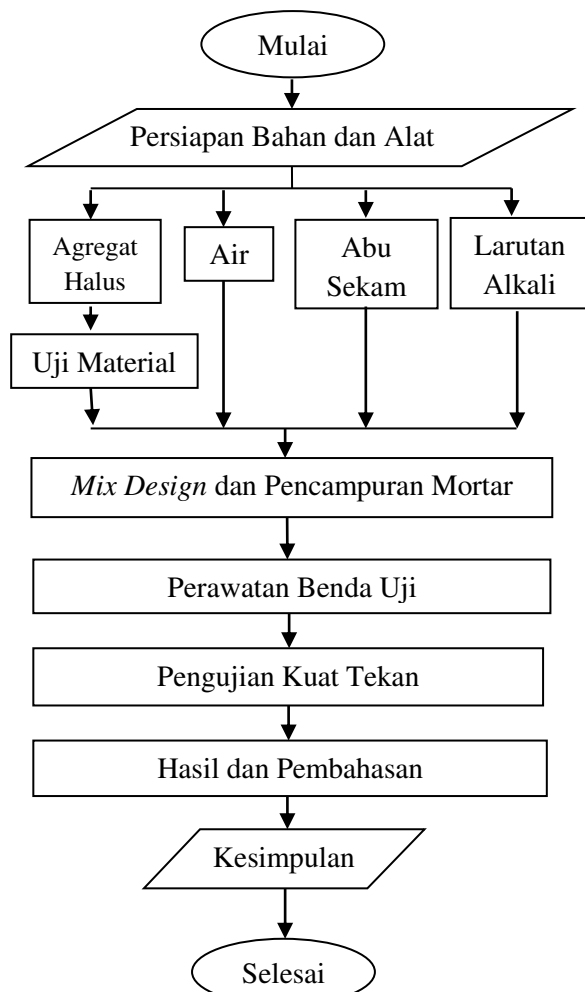 Mulai
Persiapan Bahan dan Alat
Agregat
Halus
Air
Abu
Sekam
Larutan
Alkali
Uji Material
Mix Design dan Pencampuran Mortar
Perawatan Benda Uji
Pengujian Kuat Tekan
Hasil dan Pembahasan
Kesimpulan
Selesai